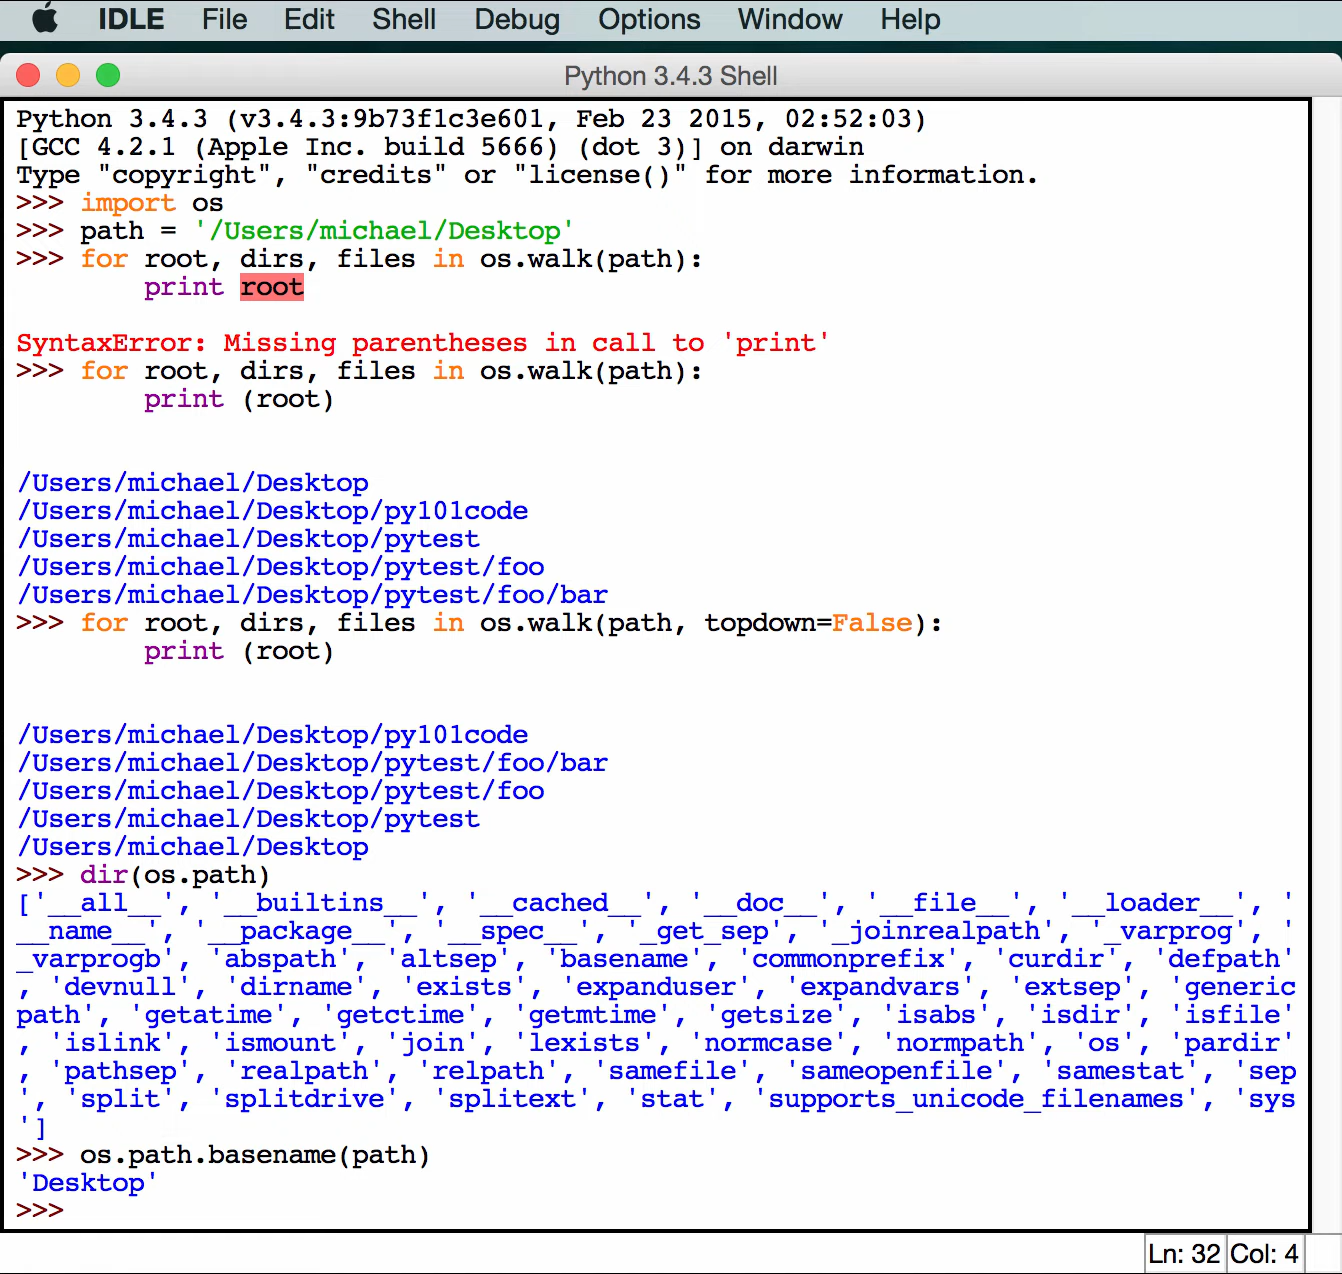 IDLE File Edit Shell Debug Options Window Help
Python 3.4.3 Shell
Python 3.4.3 (v3.4.3:9b73f1c3e601, Feb 23 2015, 02:52:03)
[GCC 4.2.1 (Apple Inc. build 5666) (dot 3)] on darwin
Type "copyright", "credits" or "license()" for more information.
>>> import os
>>> path = '/Users/michael/Desktop'
>>> for root, dirs, files in os.walk(path):
        print root
SyntaxError: Missing parentheses in call to 'print'
>>> for root, dirs, files in os.walk(path):
        print (root)
/Users/michael/Desktop
/Users/michael/Desktop/py101code
/Users/michael/Desktop/pytest
/Users/michael/Desktop/pytest/foo
/Users/michael/Desktop/pytest/foo/bar
>>> for root, dirs, files in os.walk(path, topdown=False):
        print (root)
/Users/michael/Desktop/py101code
/Users/michael/Desktop/pytest/foo/bar
/Users/michael/Desktop/pytest/foo
/Users/michael/Desktop/pytest
/Users/michael/Desktop
>>> dir(os.path)
['__all__', '__builtins__', '__cached__', '__doc__', '__file__', '__loader__', '
__name__', '__package__', '__spec__', '_get_sep', '_joinrealpath', '_varprog', '
_varprogb', 'abspath', 'altsep', 'basename', 'commonprefix', 'curdir', 'defpath'
, 'devnull', 'dirname', 'exists', 'expanduser', 'expandvars', 'extsep', 'generic
path', 'getatime', 'getctime', 'getmtime', 'getsize', 'isabs', 'isdir', 'isfile'
, 'islink', 'ismount', 'join', 'lexists', 'normcase', 'normpath', 'os', 'pardir'
, 'pathsep', 'realpath', 'relpath', 'samefile', 'sameopenfile', 'samestat', 'sep
', 'split', 'splitdrive', 'splitext', 'stat', 'supports_unicode_filenames', 'sys
']
>>> os.path.basename(path)
'Desktop'
>>>
Ln: 32 Col: 4